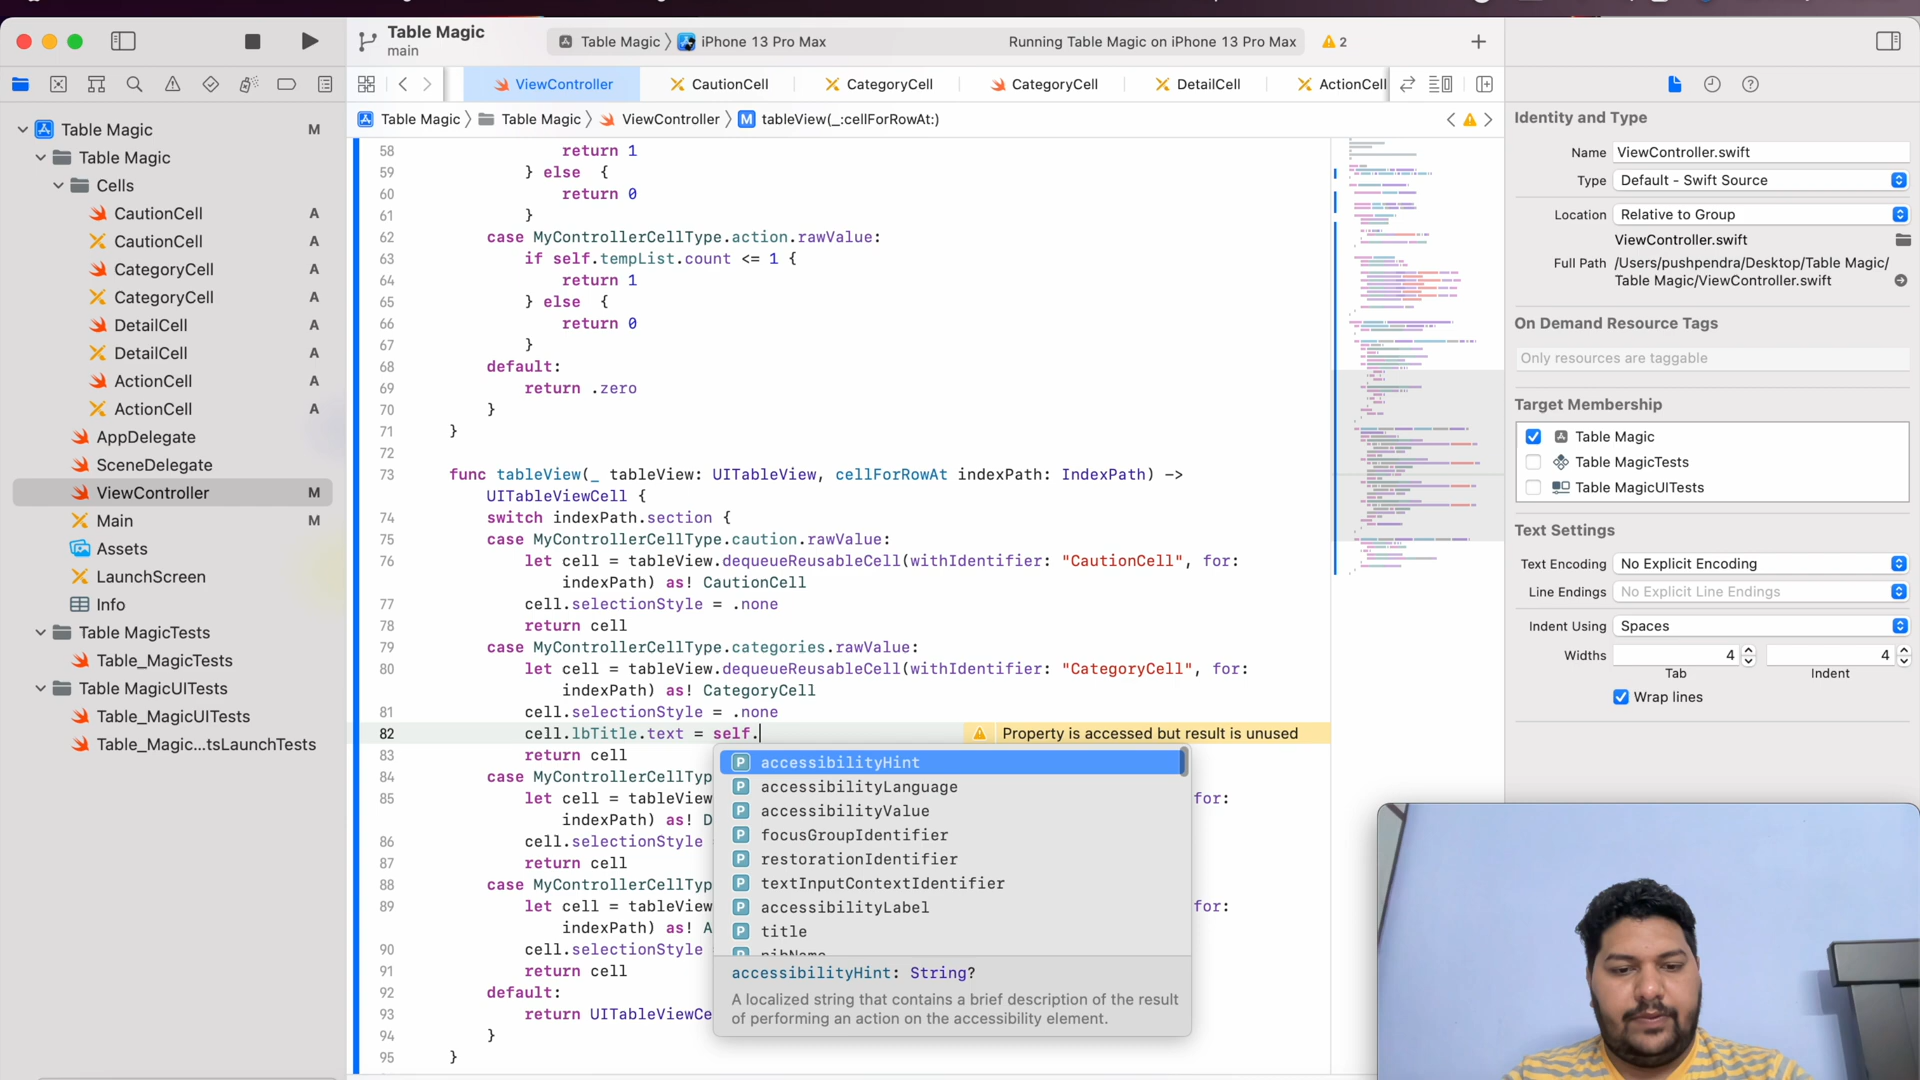 Table Magic
main
Table Magic
iPhone 13 Pro Max
Running Table Magic on iPhone 13 Pro Max
2
ViewController
CautionCell
CategoryCell
CategoryCell
DetailCell
ActionCell
Table Magic
Table Magic
ViewController
M
tableView(_:cellForRowAt:)
Table Magic M
Table Magic
Cells
CautionCell A
CautionCell A
CategoryCell A
CategoryCell A
DetailCell A
DetailCell A
ActionCell A
ActionCell A
AppDelegate
SceneDelegate
ViewController M
Main M
Assets
LaunchScreen
Info
Table MagicTests
Table_MagicTests
Table MagicUITests
Table_MagicUITests
Table_Magic...tsLaunchTests
58 return 1
59 } else {
60 return 0
61 }
62 case MyControllerCellType.action.rawValue:
63 if self.tempList.count <= 1 {
64 return 1
65 } else {
66 return 0
67 }
68 default:
69 return .zero
70 }
71 }
72
73 func tableView(_ tableView: UITableView, cellForRowAt indexPath: IndexPath) ->
UITableViewCell {
74 switch indexPath.section {
75 case MyControllerCellType.caution.rawValue:
76 let cell = tableView.dequeueReusableCell(withIdentifier: "CautionCell", for:
indexPath) as! CautionCell
77 cell.selectionStyle = .none
78 return cell
79 case MyControllerCellType.categories.rawValue:
80 let cell = tableView.dequeueReusableCell(withIdentifier: "CategoryCell", for:
indexPath) as! CategoryCell
81 cell.selectionStyle = .none
82 cell.lbTitle.text = self. Property is accessed but result is unused
83 return cell
84 case MyControllerCellTyp
85 let cell = tableView for:
indexPath) as! D
86 cell.selectionStyle
87 return cell
88 case MyControllerCellTyp
89 let cell = tableView for:
indexPath) as! A
90 cell.selectionStyle
91 return cell
92 default:
93 return UITableViewCe
94 }
95 }
P accessibilityHint
P accessibilityLanguage
P accessibilityValue
P focusGroupIdentifier
P restorationIdentifier
P textInputContextIdentifier
P accessibilityLabel
P title
P nibName
accessibilityHint: String?
A localized string that contains a brief description of the result
of performing an action on the accessibility element.
Identity and Type
Name ViewController.swift
Type Default - Swift Source
Location Relative to Group
ViewController.swift
Full Path /Users/pushpendra/Desktop/Table Magic/
Table Magic/ViewController.swift
On Demand Resource Tags
Only resources are taggable
Target Membership
Table Magic
Table MagicTests
Table MagicUITests
Text Settings
Text Encoding No Explicit Encoding
Line Endings No Explicit Line Endings
Indent Using Spaces
Widths 4 4
Tab Indent
Wrap lines